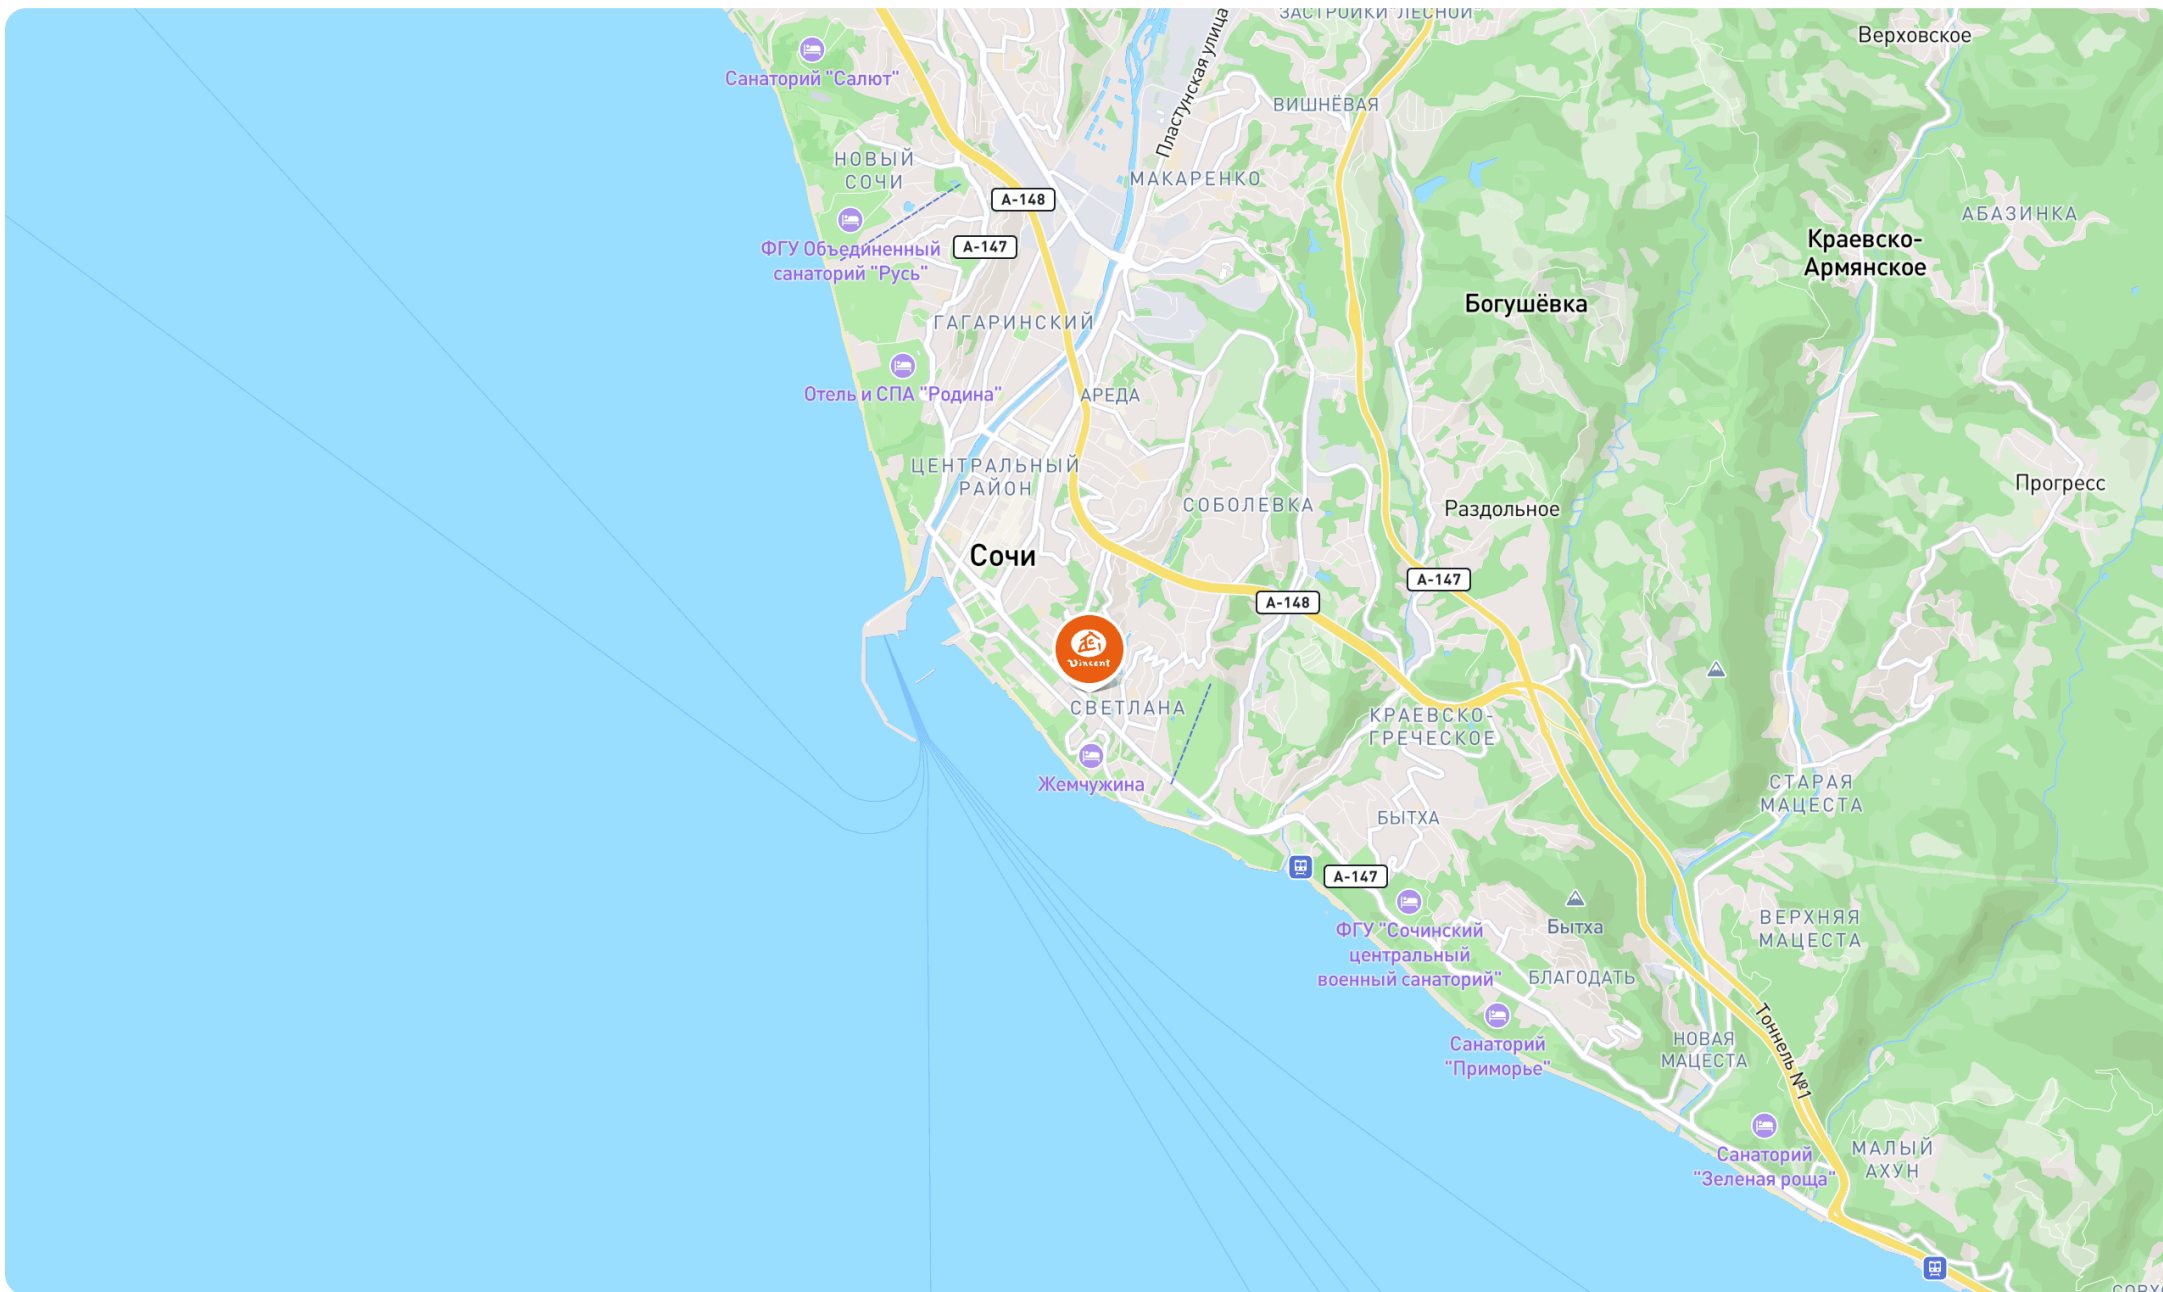 ЗАСТРОЙКИ"ЛЕСНОЙ"
Верховское
Санаторий "Салют"
Пластунская улица
ВИШНЁВАЯ
НОВЫЙ
СОЧИ
МАКАРЕНКО
А-148
АБАЗИНКА
А-147
ФГУ Объединенный
санаторий "Русь"
Краевско-
Армянское
Богушёвка
ГАГАРИНСКИЙ
Отель и СПА "Родина"
АРЕДА
ЦЕНТРАЛЬНЫЙ
РАЙОН
Прогресс
СОБОЛЕВКА
Раздольное
Сочи
А-147
А-148
Vincent
СВЕТЛАНА
КРАЕВСКО-
ГРЕЧЕСКОЕ
Жемчужина
СТАРАЯ
МАЦЕСТА
БЫТХА
А-147
ФГУ "Сочинский
центральный
военный санаторий"
Бытха
ВЕРХНЯЯ
МАЦЕСТА
БЛАГОДАТЬ
Санаторий
"Приморье"
НОВАЯ
МАЦЕСТА
Тоннель №1
Санаторий
"Зеленая роща"
МАЛЫЙ
АХУН